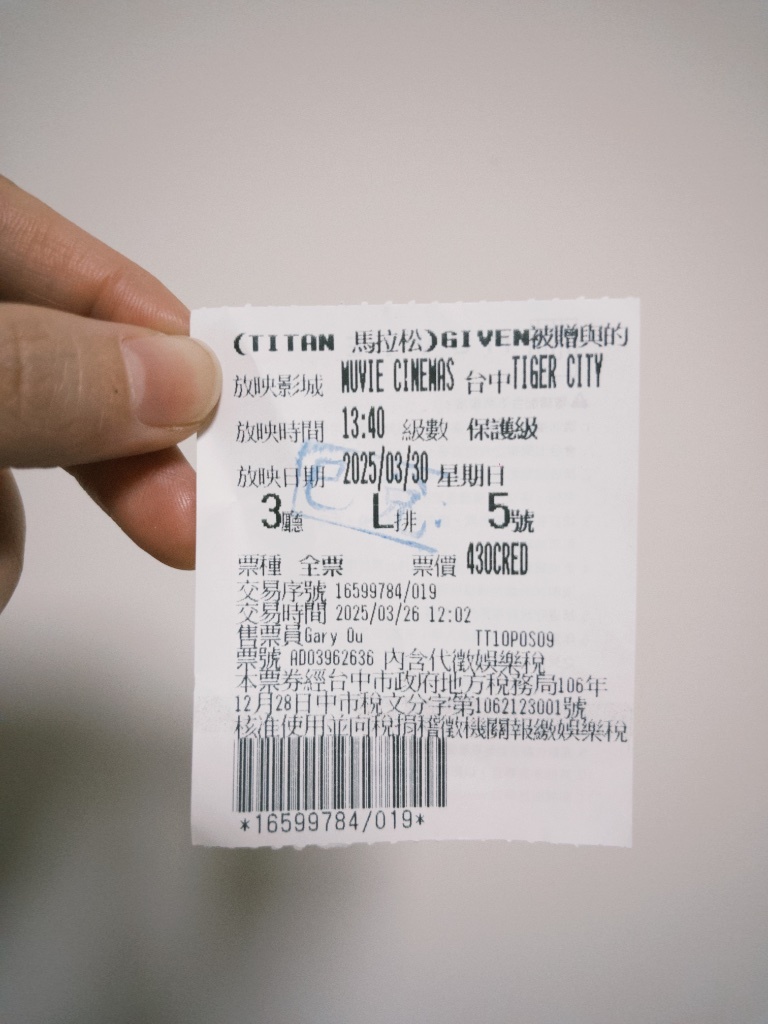 (TITAN 馬拉松)GIVEN被贈與的
放映影城 MUVIE CINEMAS 台中TIGER CITY
放映時間 13:40 級數 保護級
放映日期 2025/03/30 星期日
3廳 L排 5號
票種 全票 票價 430CRED
交易序號 16599784/019
交易時間 2025/03/26 12:02
售票員Gary Ou TT10POS09
票號 AD03962636 內含代徵娛樂稅
本票券經台中市政府地方稅務局106年
12月28日中市稅文分字第1062123001號
核准使用並向稅捐稽徵機關報繳娛樂稅
*16599784/019*